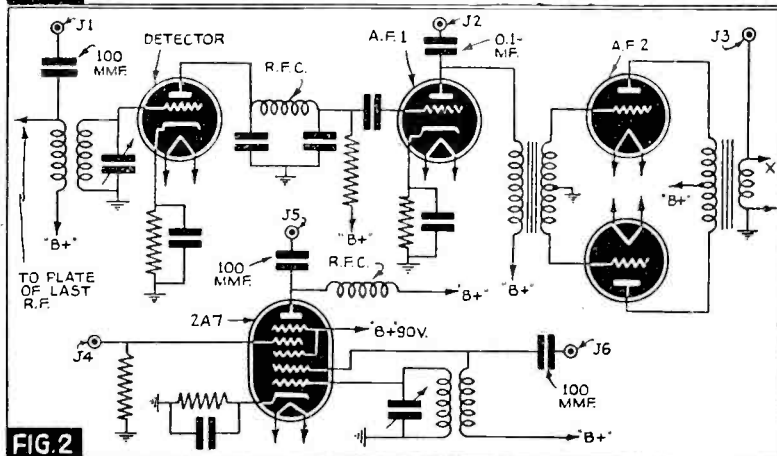 J1
100
MMF.
DETECTOR
R.F.C.
A.F.1
J2
0.1-
MF.
A.F.2
J3
X
"B+"
"B+"
"B+"
"B+"
TO PLATE
OF LAST
R.F.
J5
100
MMF.
R.F.C.
"B+"
2A7
"B+"90V.
J4
J6
100
MMF.
"B+"
FIG.2